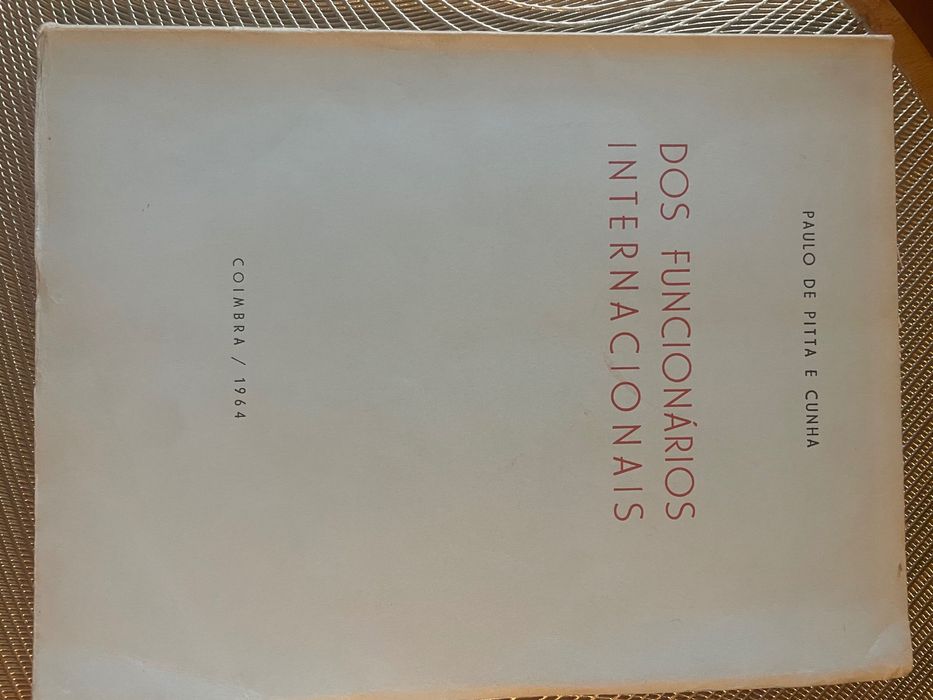 PAULO DE PITTA E CUNHA
DOS FUNCIONÁRIOS
INTERNACIONAIS
COIMBRA / 1964